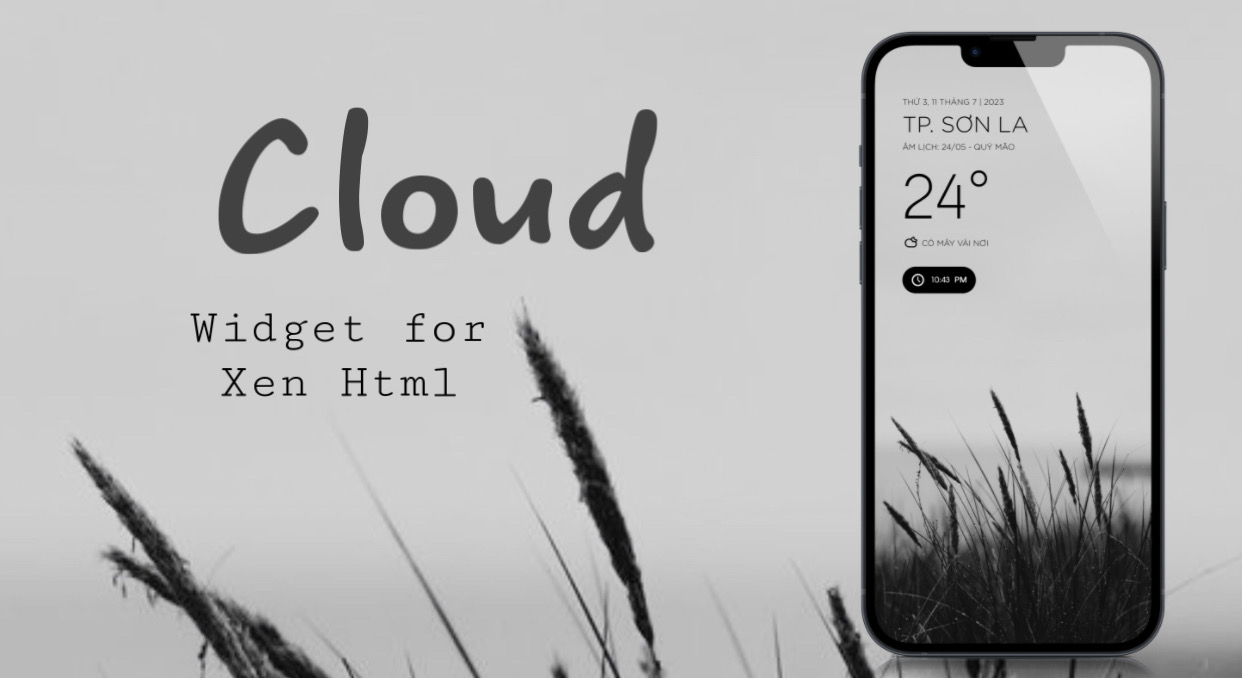 Cloud
Widget for
Xen Html
THỨ 3, 11 THÁNG 7 | 2023
TP. SƠN LA
ÂM LỊCH: 24/05 - QUÝ MÃO
24°
CÓ MÂY VÀI NƠI
10:43 PM